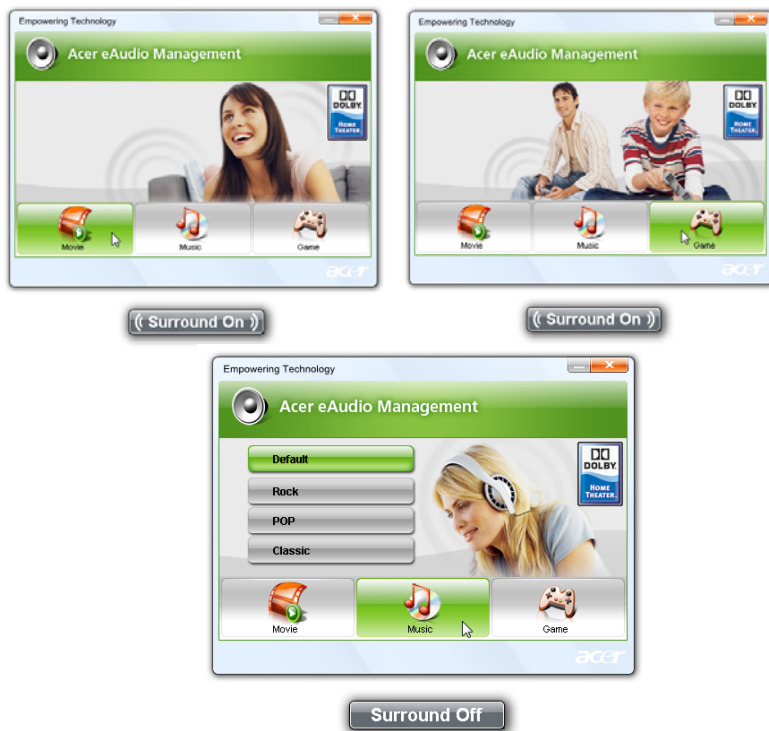 Empowering Technology
Acer eAudio Management
DOLBY
HOME
THEATER
Movie
Music
Game
acer
(( Surround On ))
Empowering Technology
Acer eAudio Management
DOLBY
HOME
THEATER
Movie
Music
Game
acer
(( Surround On ))
Empowering Technology
Acer eAudio Management
Default
Rock
POP
Classic
DOLBY
HOME
THEATER
Movie
Music
Game
acer
Surround Off